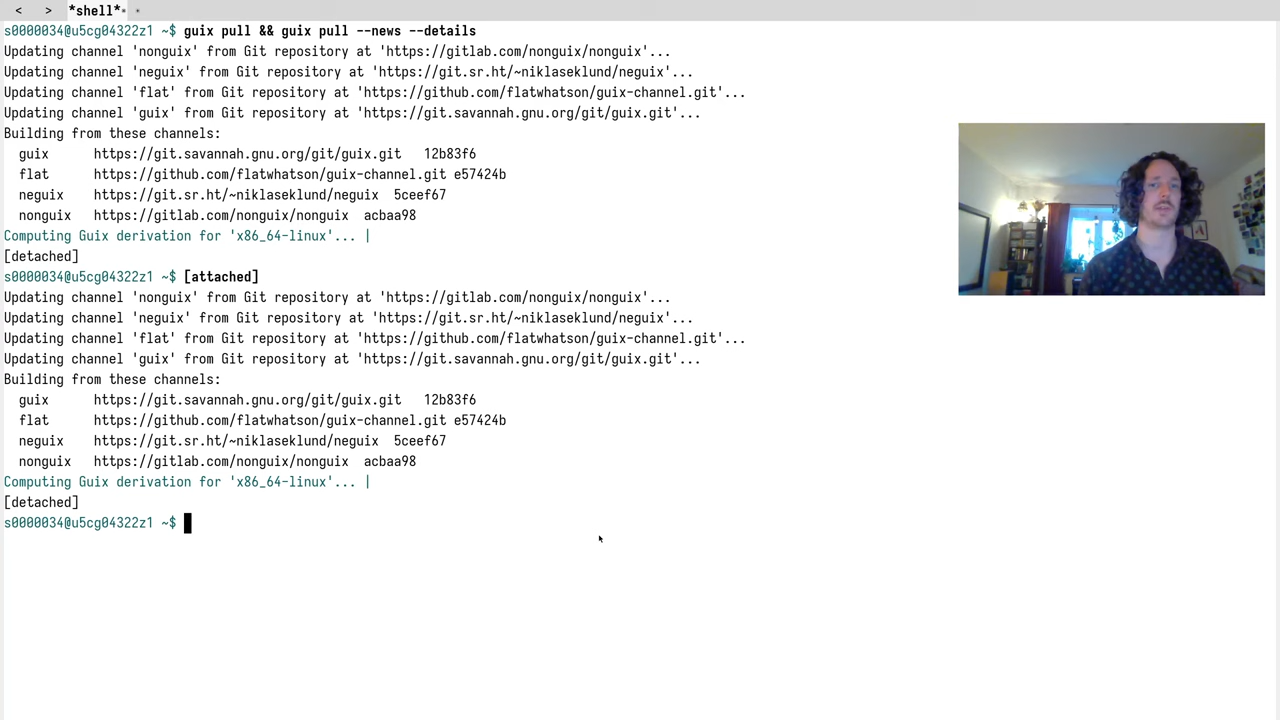 < > *shell*
s0000034@u5cg04322z1 ~$ guix pull && guix pull --news --details
Updating channel 'nonguix' from Git repository at 'https://gitlab.com/nonguix/nonguix'...
Updating channel 'neguix' from Git repository at 'https://git.sr.ht/~niklaseklund/neguix'...
Updating channel 'flat' from Git repository at 'https://github.com/flatwhatson/guix-channel.git'...
Updating channel 'guix' from Git repository at 'https://git.savannah.gnu.org/git/guix.git'...
Building from these channels:
guix https://git.savannah.gnu.org/git/guix.git 12b83f6
flat https://github.com/flatwhatson/guix-channel.git e57424b
neguix https://git.sr.ht/~niklaseklund/neguix 5ceef67
nonguix https://gitlab.com/nonguix/nonguix acbaa98
Computing Guix derivation for 'x86_64-linux'... |
[detached]
s0000034@u5cg04322z1 ~$ [attached]
Updating channel 'nonguix' from Git repository at 'https://gitlab.com/nonguix/nonguix'...
Updating channel 'neguix' from Git repository at 'https://git.sr.ht/~niklaseklund/neguix'...
Updating channel 'flat' from Git repository at 'https://github.com/flatwhatson/guix-channel.git'...
Updating channel 'guix' from Git repository at 'https://git.savannah.gnu.org/git/guix.git'...
Building from these channels:
guix https://git.savannah.gnu.org/git/guix.git 12b83f6
flat https://github.com/flatwhatson/guix-channel.git e57424b
neguix https://git.sr.ht/~niklaseklund/neguix 5ceef67
nonguix https://gitlab.com/nonguix/nonguix acbaa98
Computing Guix derivation for 'x86_64-linux'... |
[detached]
s0000034@u5cg04322z1 ~$